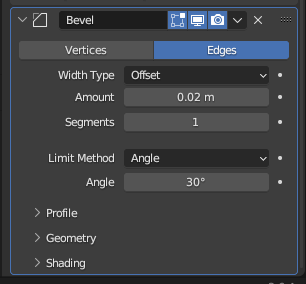 Bevel
Vertices Edges
Width Type Offset
Amount 0.02 m
Segments 1
Limit Method Angle
Angle 30°
Profile
Geometry
Shading